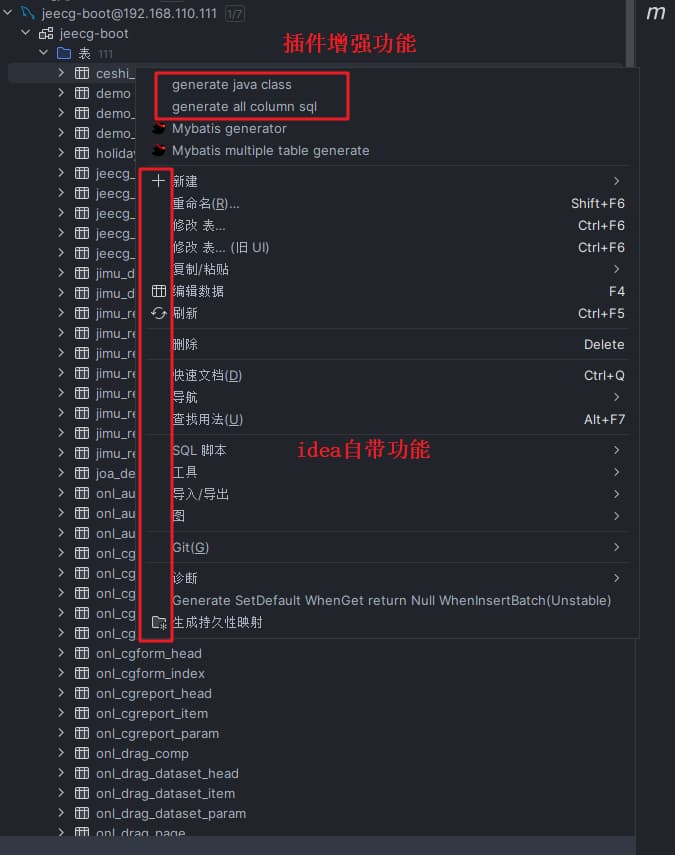 jeecg-boot@192.168.110.111 1/7
m
jeecg-boot
插件增强功能
表 111
ceshi_
demo
demo_
demo_
holiday
jeecg_
jeecg_
jeecg_
jeecg_
jeecg_
jimu_d
jimu_d
jimu_re
jimu_re
jimu_re
jimu_re
jimu_re
jimu_re
jimu_re
jimu_re
joa_de
onl_au
onl_au
onl_au
onl_cg
onl_cg
onl_cg
onl_cg
onl_cg
generate java class
generate all column sql
Mybatis generator
Mybatis multiple table generate
新建
重命名(R)... Shift+F6
修改 表... Ctrl+F6
修改 表... (旧 UI) Ctrl+F6
复制/粘贴
编辑数据 F4
刷新 Ctrl+F5
删除 Delete
快速文档(D) Ctrl+Q
导航
查找用法(U) Alt+F7
SQL 脚本
idea自带功能
工具
导入/导出
图
Git(G)
诊断
Generate SetDefault WhenGet return Null WhenInsertBatch(Unstable)
生成持久性映射
onl_cgform_head
onl_cgform_index
onl_cgreport_head
onl_cgreport_item
onl_cgreport_param
onl_drag_comp
onl_drag_dataset_head
onl_drag_dataset_item
onl_drag_dataset_param
onl_drag_page